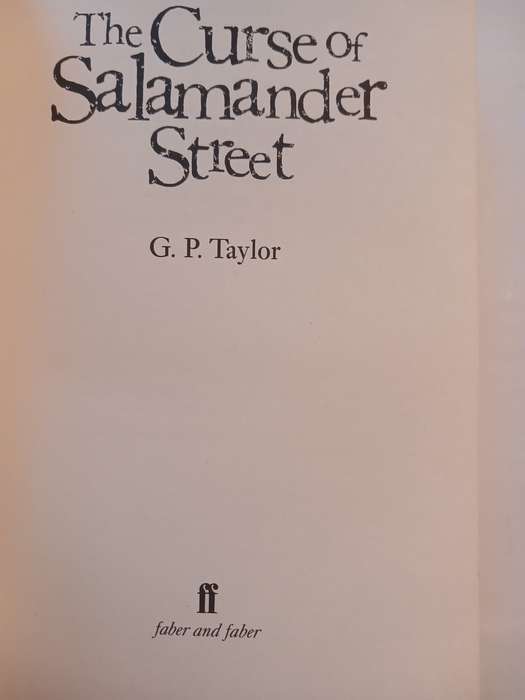 The Curse of
Salamander
Street
G. P. Taylor
ff
faber and faber